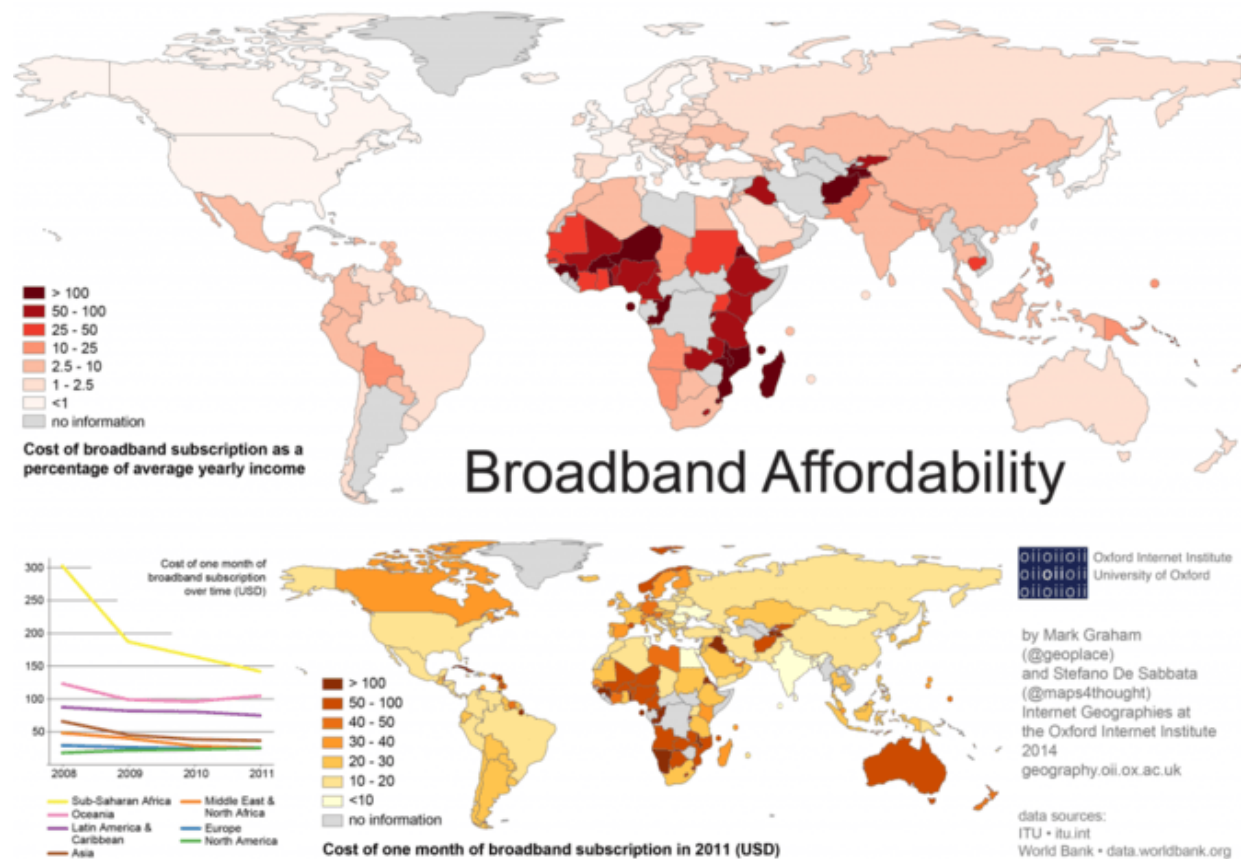 > 100
50 - 100
25 - 50
10 - 25
2.5 - 10
1 - 2.5
<1
no information
Cost of broadband subscription as a
percentage of average yearly income
Broadband Affordability
Cost of one month of
broadband subscription
over time (USD)
300
250
200
150
100
50
2008 2009 2010 2011
Sub-Saharan Africa
Oceania
Latin America &
Caribbean
Asia
Middle East &
North Africa
Europe
North America
> 100
50 - 100
40 - 50
30 - 40
20 - 30
10 - 20
<10
no information
Cost of one month of broadband subscription in 2011 (USD)
oiioiioii
oiioiioii
oiioiioii
Oxford Internet Institute
University of Oxford
by Mark Graham
(@geoplace)
and Stefano De Sabbata
(@maps4thought)
Internet Geographies at
the Oxford Internet Institute
2014
geography.oii.ox.ac.uk
data sources:
ITU • itu.int
World Bank • data.worldbank.org